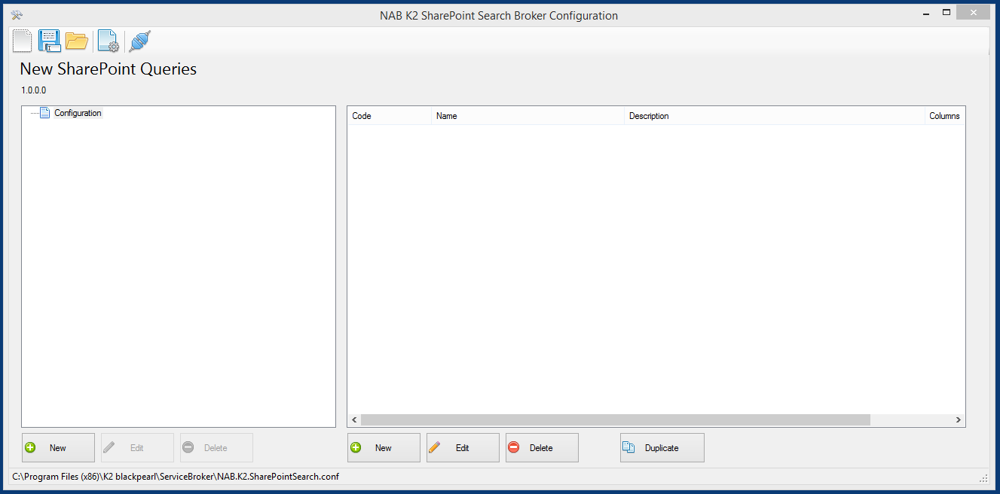 NAB K2 SharePoint Search Broker Configuration
New SharePoint Queries
1.0.0.0
Configuration
Code Name Description Columns
New Edit Delete New Edit Delete Duplicate
C:\Program Files (x86)\K2 blackpearl\ServiceBroker\NAB.K2.SharePointSearch.conf